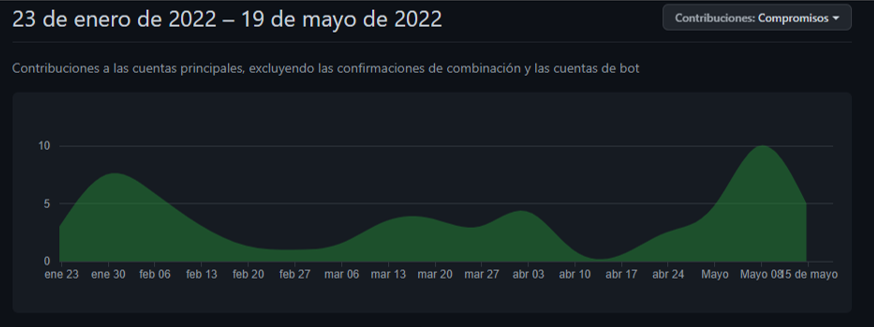 23 de enero de 2022 – 19 de mayo de 2022
Contribuciones: Compromisos
Contribuciones a las cuentas principales, excluyendo las confirmaciones de combinación y las cuentas de bot
10
5
0
ene 23 ene 30 feb 06 feb 13 feb 20 feb 27 mar 06 mar 13 mar 20 mar 27 abr 03 abr 10 abr 17 abr 24 Mayo Mayo 08 15 de mayo